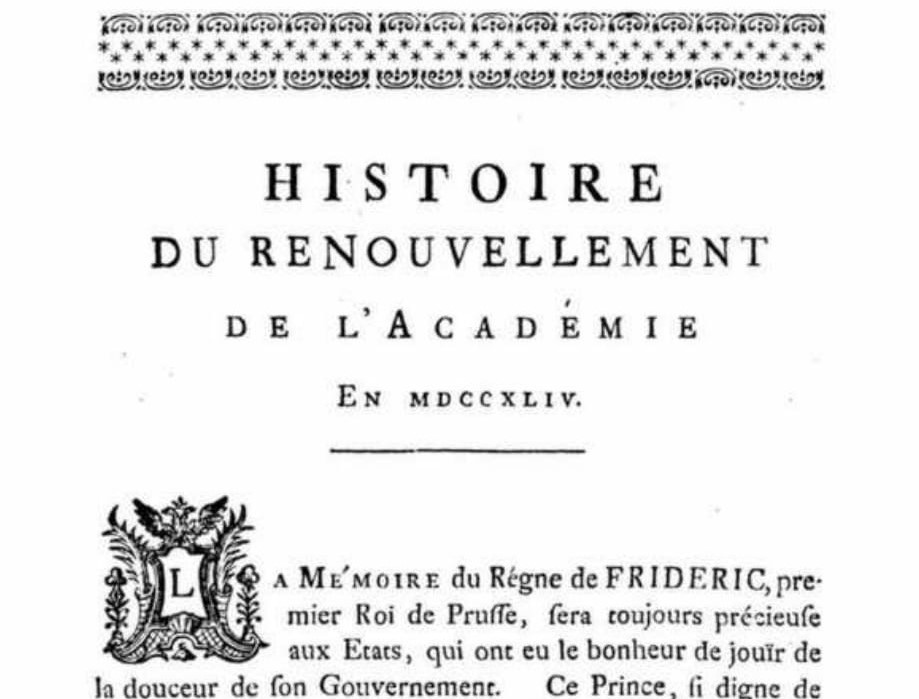 HISTOIRE
DU RENOUVELLEMENT
DE L'ACADÉMIE
EN MDCCXLIV.
LA MÉMOIRE du Régne de FRIDERIC, pre-
mier Roi de Pruſſe, ſera toujours précieuſe
aux Etats, qui ont eu le bonheur de jouïr de
la douceur de ſon Gouvernement. Ce Prince, ſi digne de